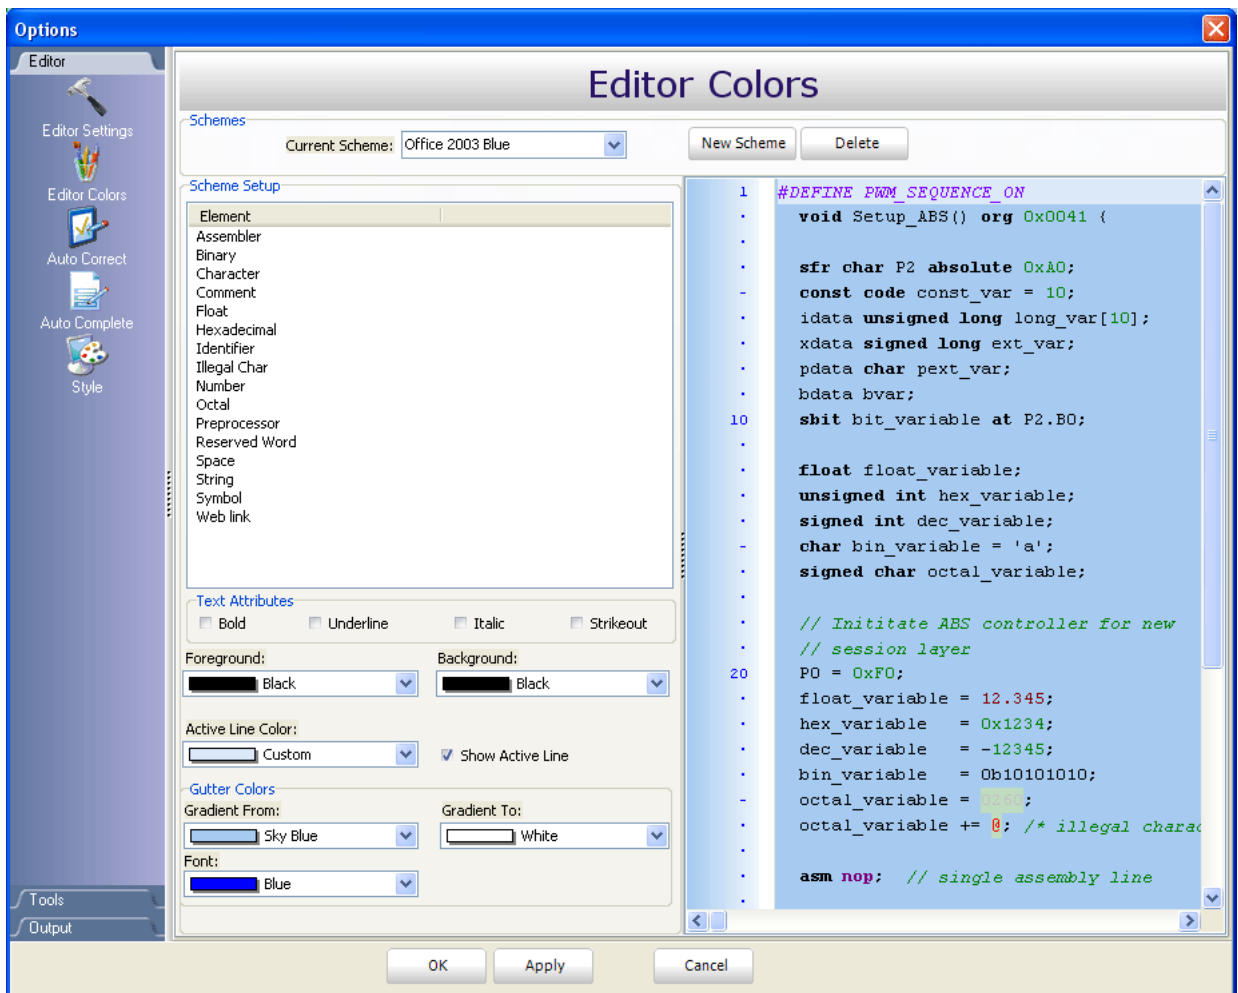 Options
Editor
Editor Settings
Editor Colors
Auto Correct
Auto Complete
Style
Tools
Output
Editor Colors
Schemes
Current Scheme: Office 2003 Blue
New Scheme Delete
Scheme Setup
Element
Assembler
Binary
Character
Comment
Float
Hexadecimal
Identifier
Illegal Char
Number
Octal
Preprocessor
Reserved Word
Space
String
Symbol
Web link
Text Attributes
Bold Underline Italic Strikeout
Foreground: Background:
Black Black
Active Line Color:
Custom Show Active Line
Gutter Colors
Gradient From: Gradient To:
Sky Blue White
Font:
Blue
1 #DEFINE PWM_SEQUENCE_ON
void Setup_ABS() org 0x0041 {
sfr char P2 absolute 0xA0;
const code const_var = 10;
idata unsigned long long_var[10];
xdata signed long ext_var;
pdata char pext_var;
bdata bvar;
10 sbit bit_variable at P2.B0;
float float_variable;
unsigned int hex_variable;
signed int dec_variable;
char bin_variable = 'a';
signed char octal_variable;
// Inititate ABS controller for new
// session layer
20 P0 = 0xF0;
float_variable = 12.345;
hex_variable = 0x1234;
dec_variable = -12345;
bin_variable = 0b10101010;
octal_variable = 0260;
octal_variable += @; /* illegal charac
asm nop; // single assembly line
OK Apply Cancel